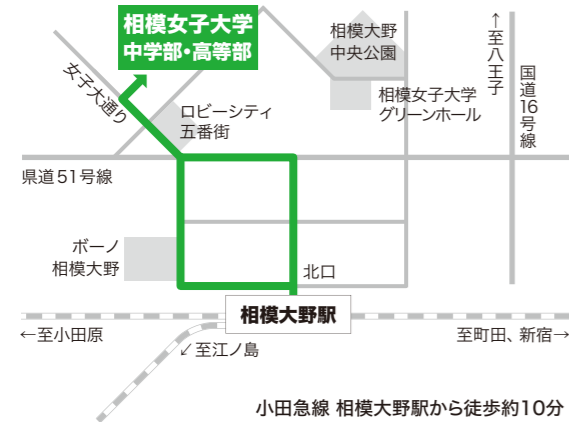 相模女子大学
中学部・高等部
相模大野
中央公園
↑至八王子
国道16号線
女子大通り
ロビーシティ
五番街
相模女子大学
グリーンホール
県道51号線
ボーノ
相模大野
北口
相模大野駅
←至小田原
↙至江ノ島
至町田、新宿→
小田急線 相模大野駅から徒歩約10分